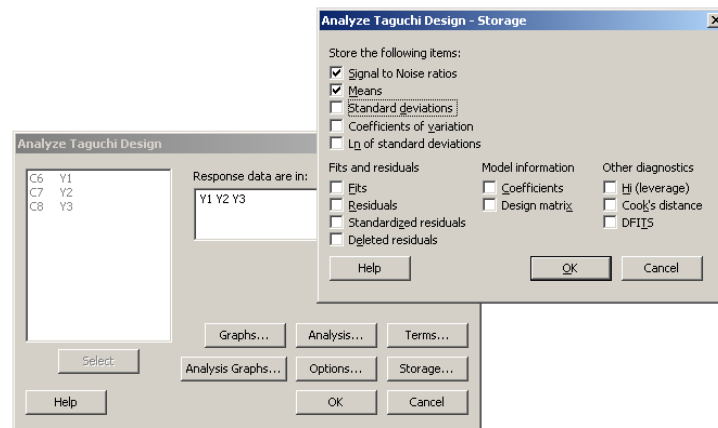 Analyze Taguchi Design - Storage
Store the following items:
Signal to Noise ratios
Means
Standard deviations
Coefficients of variation
Ln of standard deviations
Fits and residuals
Fits
Residuals
Standardized residuals
Deleted residuals
Model information
Coefficients
Design matrix
Other diagnostics
Hi (leverage)
Cook's distance
DFITS
Help
OK
Cancel
Analyze Taguchi Design
C6 Y1
C7 Y2
C8 Y3
Response data are in:
Y1 Y2 Y3
Graphs...
Analysis...
Terms...
Select
Analysis Graphs...
Options...
Storage...
Help
OK
Cancel